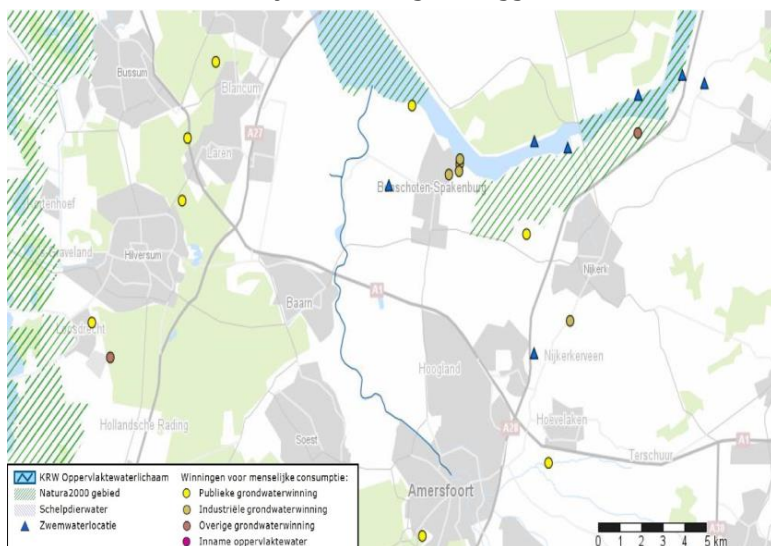 Bussum
Blaricum
A27
Laren
Bunschoten-Spakenburg
Hilversum
Baarn
A1
Nijkerk
Loosdrecht
Hoogland
Nijkerkerveen
Hollandsche Rading
Soest
A28
Hoevelaken
Terschuur
A1
Amersfoort
KRW Oppervlaktewaterlichaam
Natura2000 gebied
Schelpdierwater
Zwemwaterlocatie
Winningen voor menselijke comsumptie:
Publieke grondwaterwinning
Industriële grondwaterwinning
Overige grondwaterwinning
Inname oppervlaktewater
0 1 2 3 4 5 km